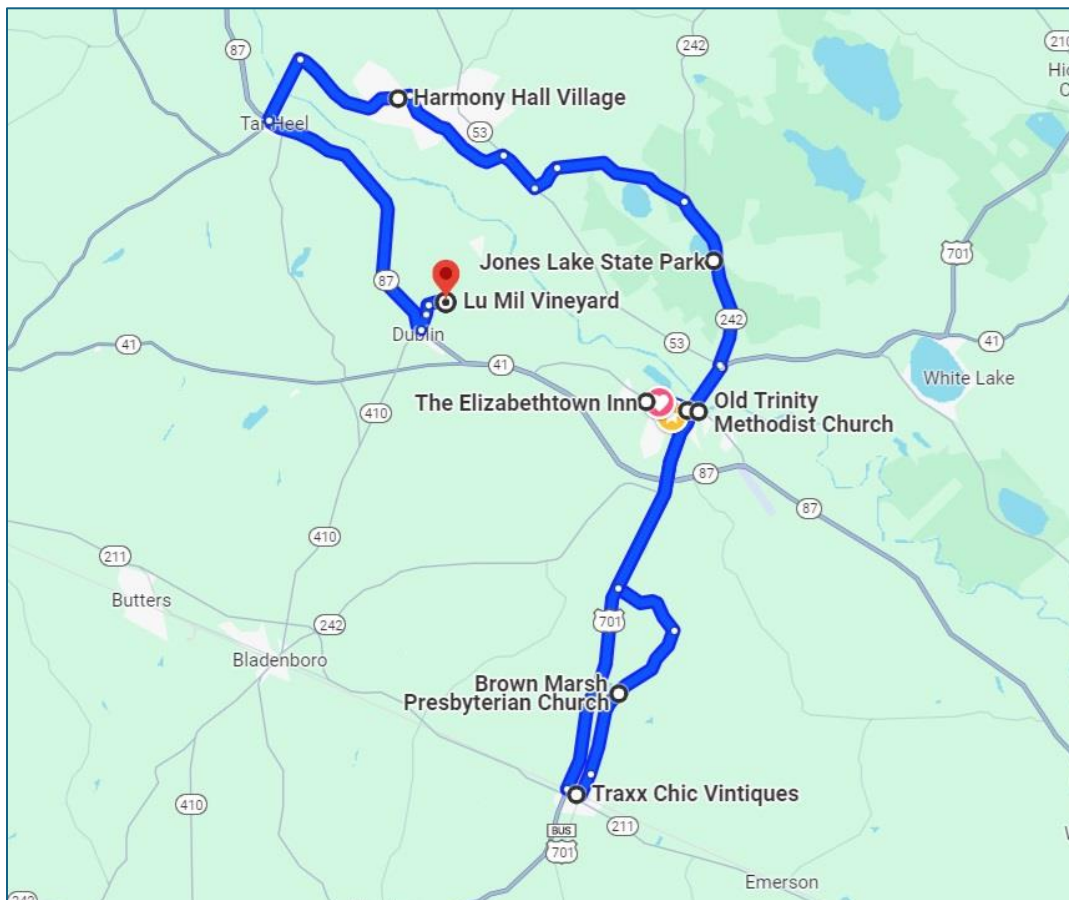 87
242
210
Harmony Hall Village
53
Tar Heel
701
Jones Lake State Park
Lu Mil Vineyard
87
242
Dublin
41
41
53
41
White Lake
The Elizabethtown Inn
Old Trinity
Methodist Church
410
87
87
410
211
Butters
701
242
Bladenboro
Brown Marsh
Presbyterian Church
Traxx Chic Vintiques
410
211
BUS
701
Emerson